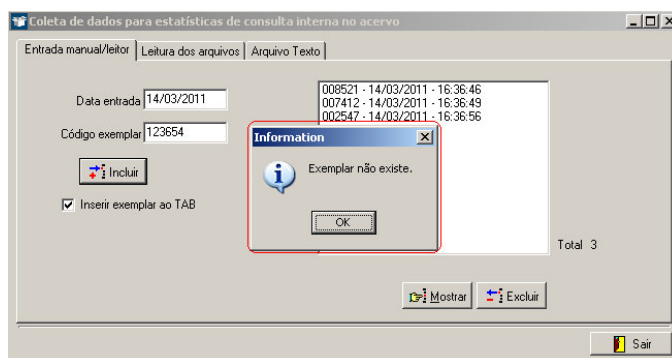 Coleta de dados para estatísticas de consulta interna no acervo
Entrada manual/leitor Leitura dos arquivos Arquivo Texto
Data entrada 14/03/2011
Código exemplar 123654
Incluir
Inserir exemplar ao TAB
008521 - 14/03/2011 - 16:36:46
007412 - 14/03/2011 - 16:36:49
002547 - 14/03/2011 - 16:36:56
Information
Exemplar não existe.
OK
Total 3
Mostrar Excluir
Sair